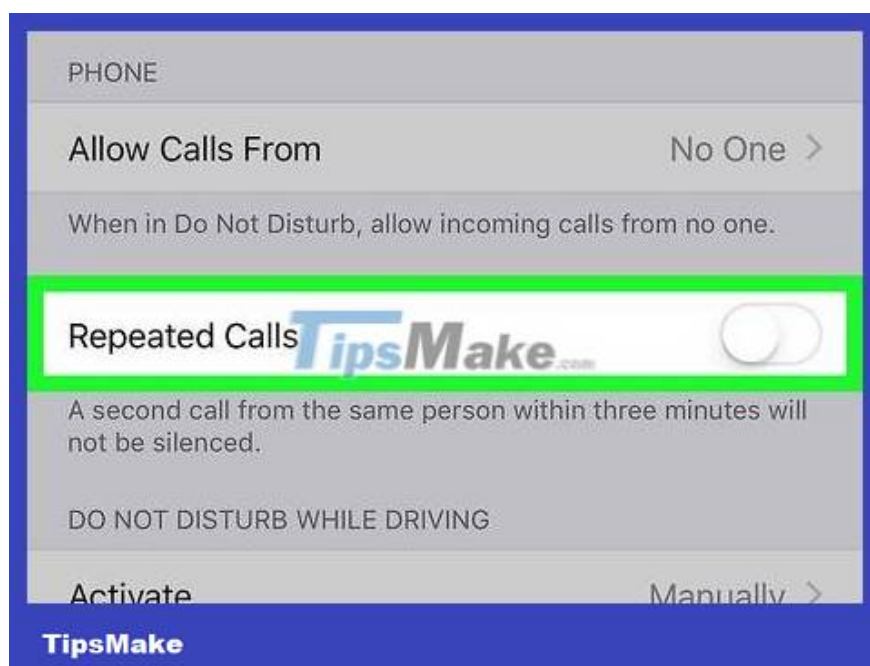 PHONE
Allow Calls From No One >
When in Do Not Disturb, allow incoming calls from no one.
Repeated Calls
TipsMake.com
A second call from the same person within three minutes will
not be silenced.
DO NOT DISTURB WHILE DRIVING
Activate Manually >
TipsMake